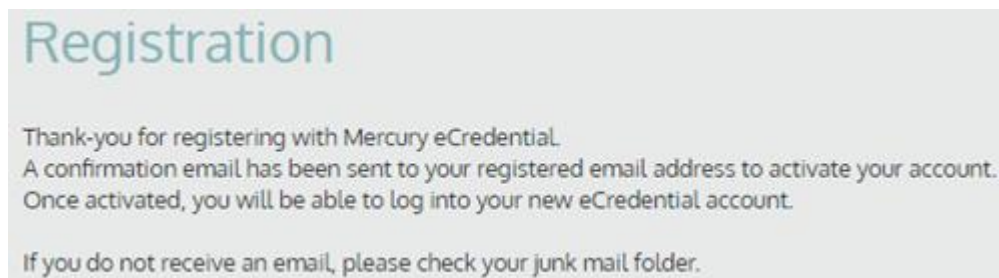 Registration
Thank-you for registering with Mercury eCredential.
A confirmation email has been sent to your registered email address to activate your account.
Once activated, you will be able to log into your new eCredential account.
If you do not receive an email, please check your junk mail folder.